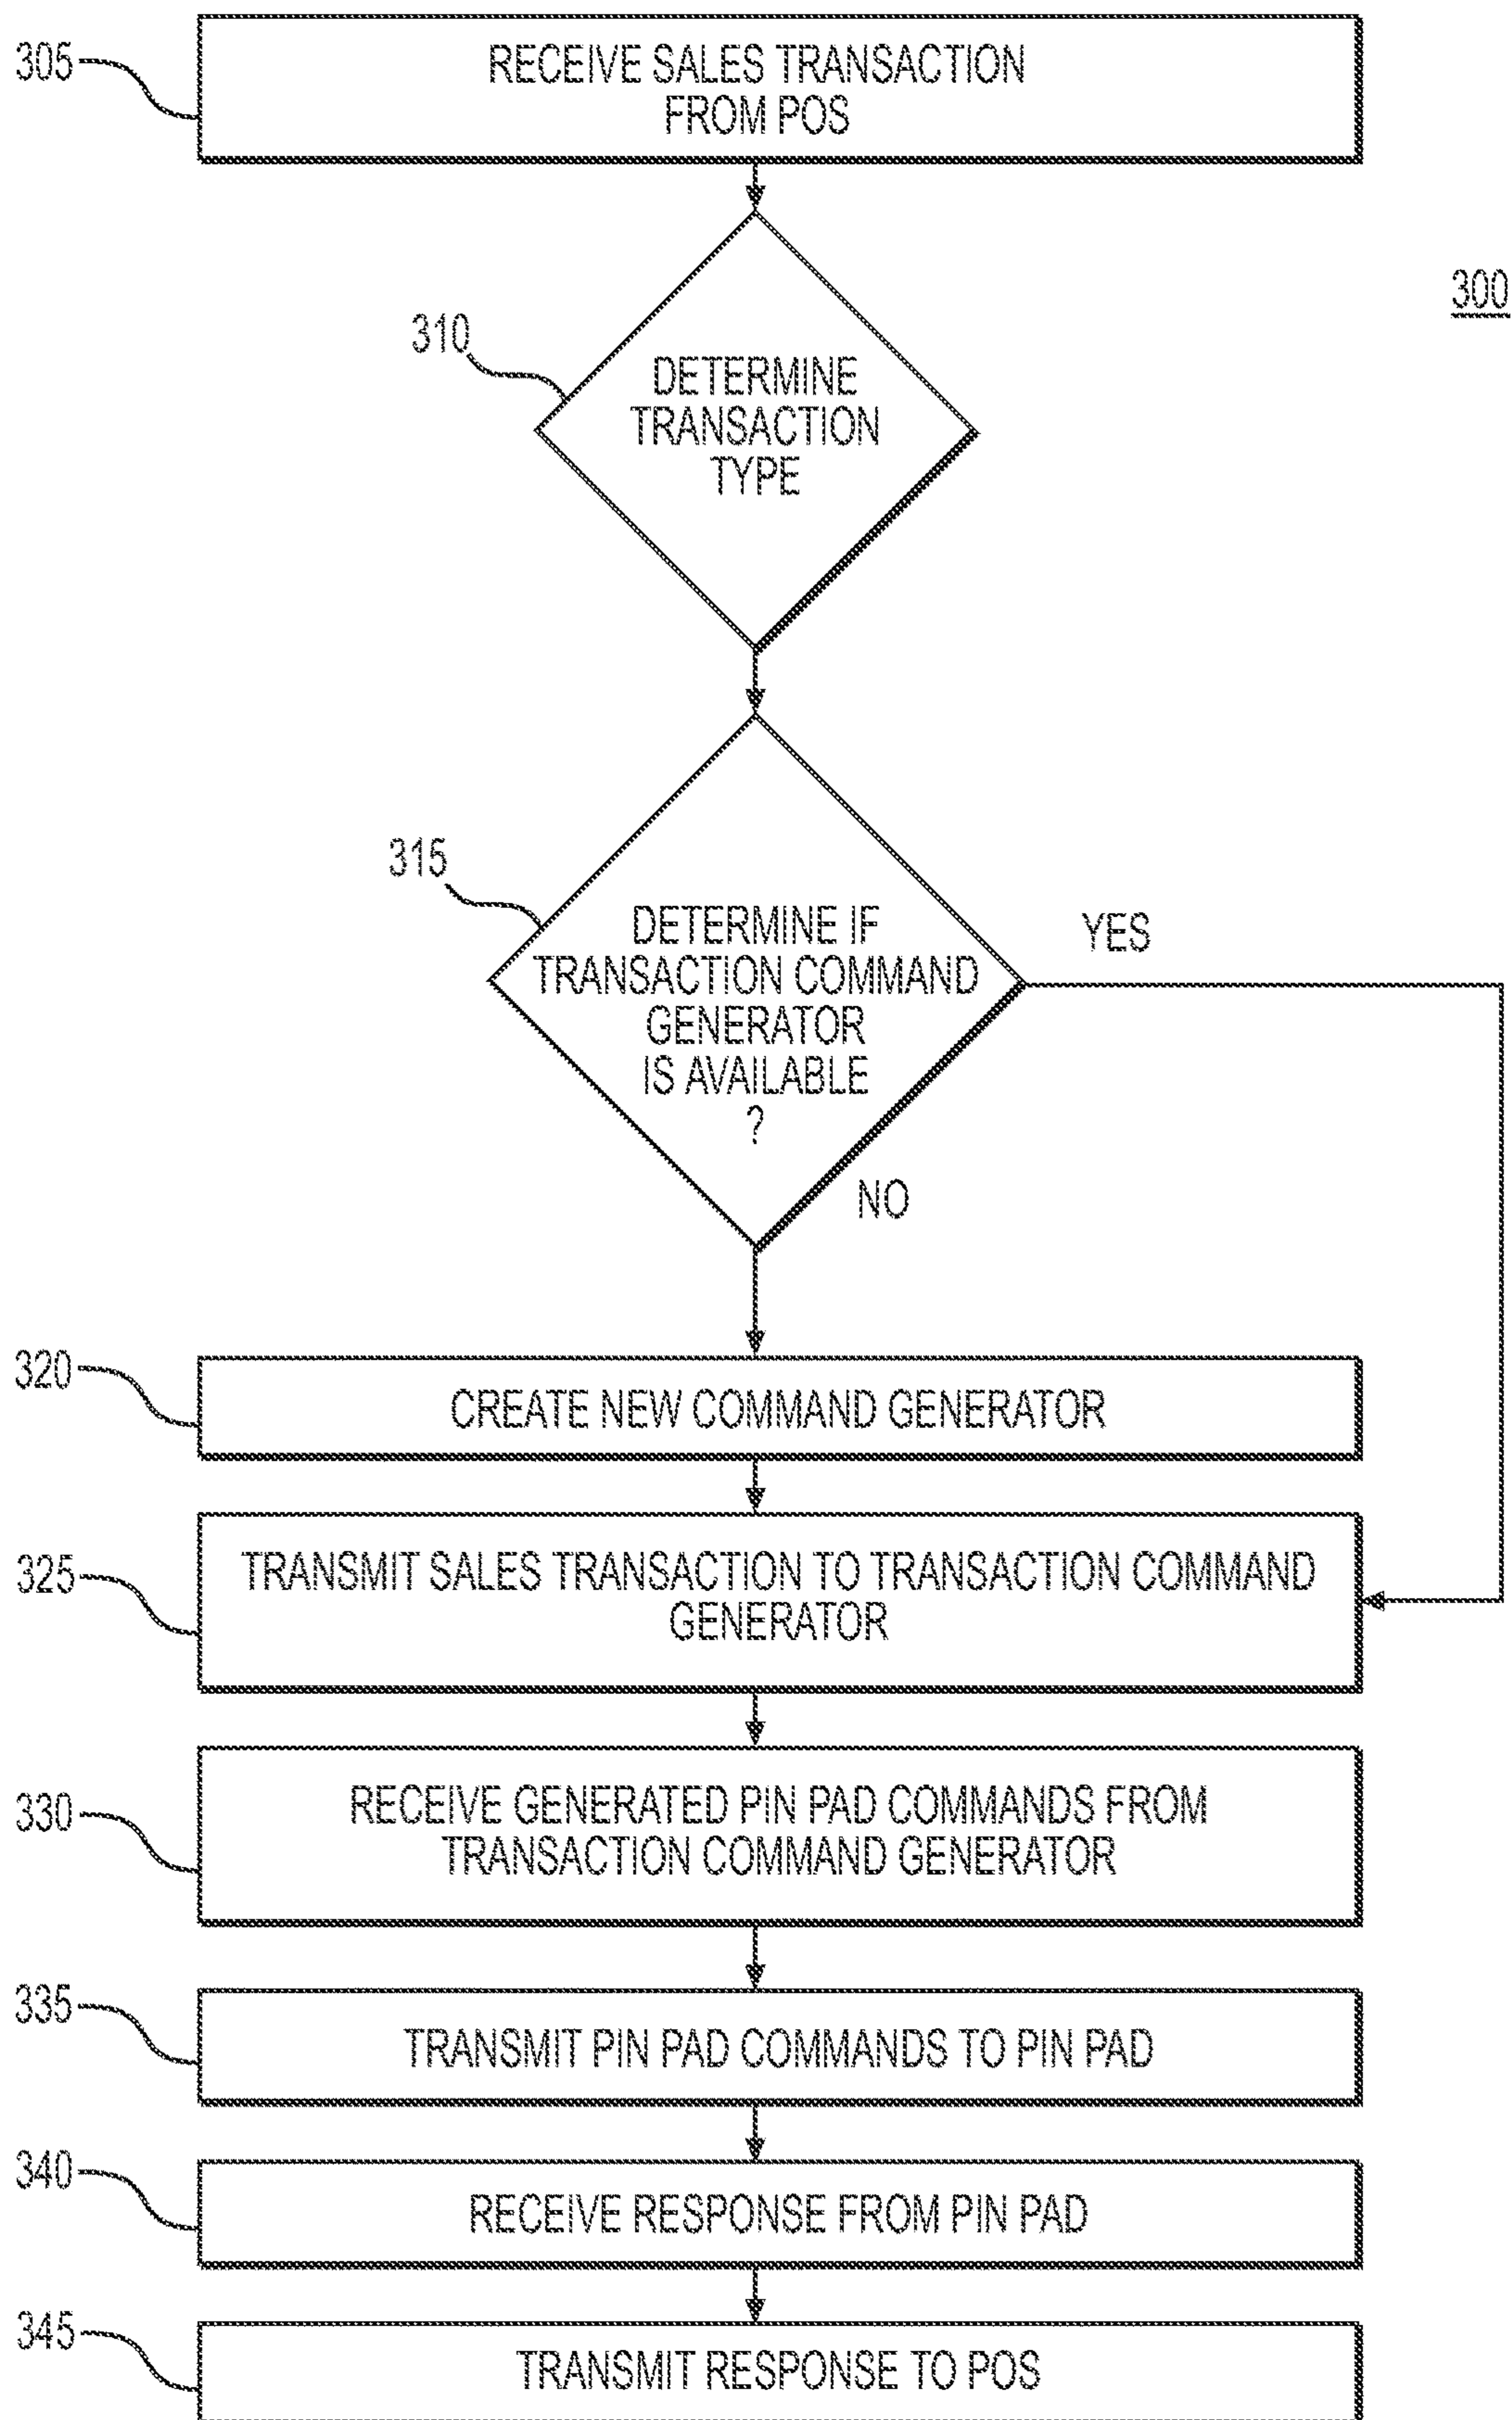 305
RECEIVE SALES TRANSACTION
FROM POS
300
310
DETERMINE
TRANSACTION
TYPE
315
DETERMINE IF
TRANSACTION COMMAND
GENERATOR
IS AVAILABLE
?
YES
NO
320
CREATE NEW COMMAND GENERATOR
325
TRANSMIT SALES TRANSACTION TO TRANSACTION COMMAND
GENERATOR
330
RECEIVE GENERATED PIN PAD COMMANDS FROM
TRANSACTION COMMAND GENERATOR
335
TRANSMIT PIN PAD COMMANDS TO PIN PAD
340
RECEIVE RESPONSE FROM PIN PAD
345
TRANSMIT RESPONSE TO POS